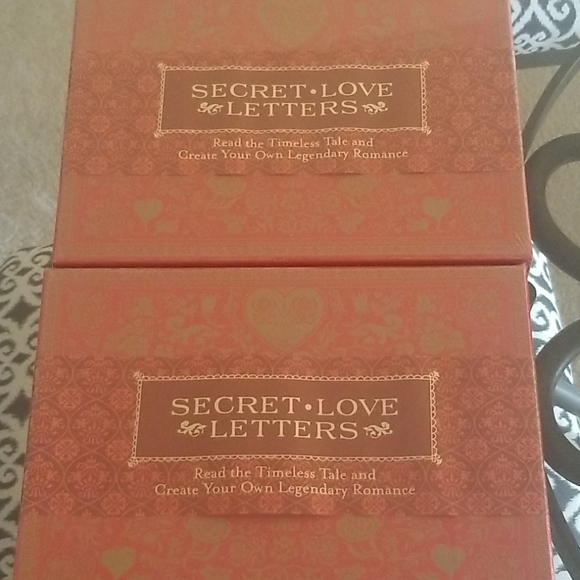 SECRET • LOVE
LETTERS
Read the Timeless Tale and
Create Your Own Legendary Romance
SECRET • LOVE
LETTERS
Read the Timeless Tale and
Create Your Own Legendary Romance